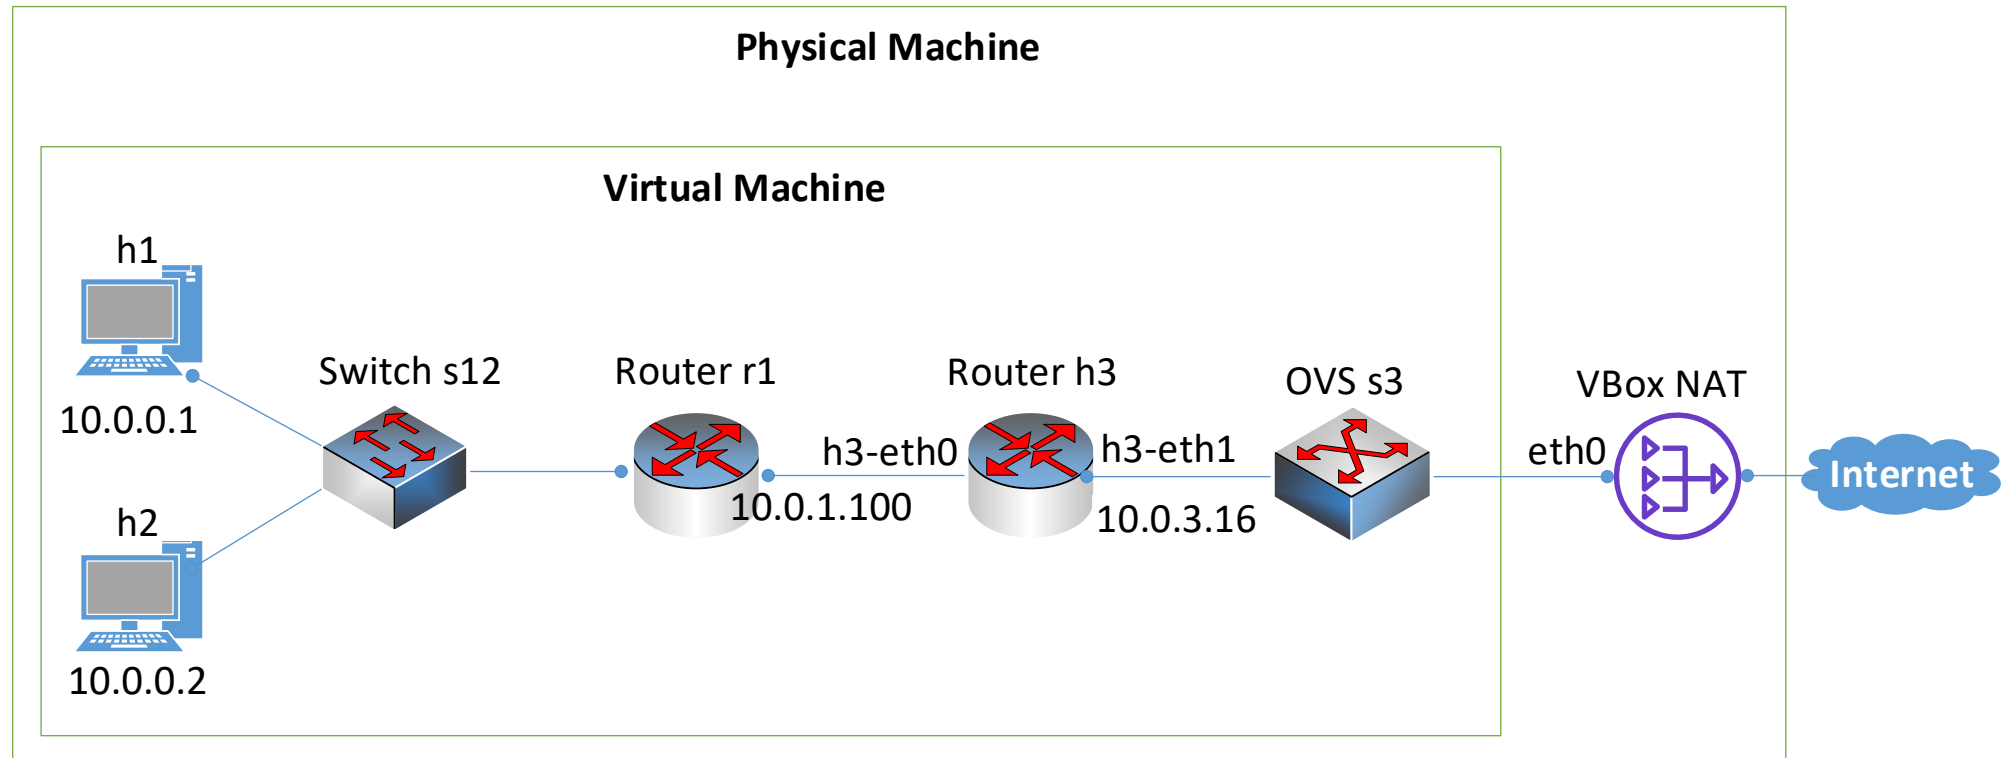 Physical Machine
Virtual Machine
h1
10.0.0.1
h2
10.0.0.2
Switch s12
Router r1
10.0.1.100
h3-eth0
Router h3
h3-eth1
10.0.3.16
OVS s3
eth0
VBox NAT
Internet